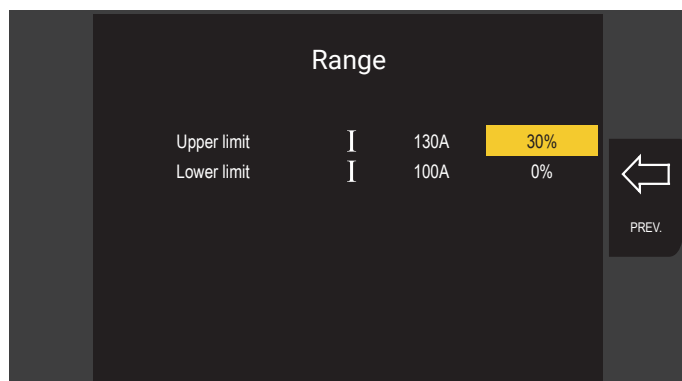 Range
Upper limit I 130A 30%
Lower limit I 100A 0%
PREV.